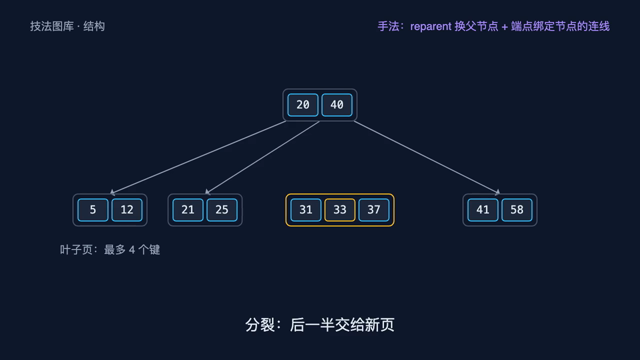 技法图库 · 结构
手法：reparent 换父节点 + 端点绑定节点的连线
20 40
5 12 21 25 31 33 37 41 58
叶子页：最多 4 个键
分裂：后一半交给新页